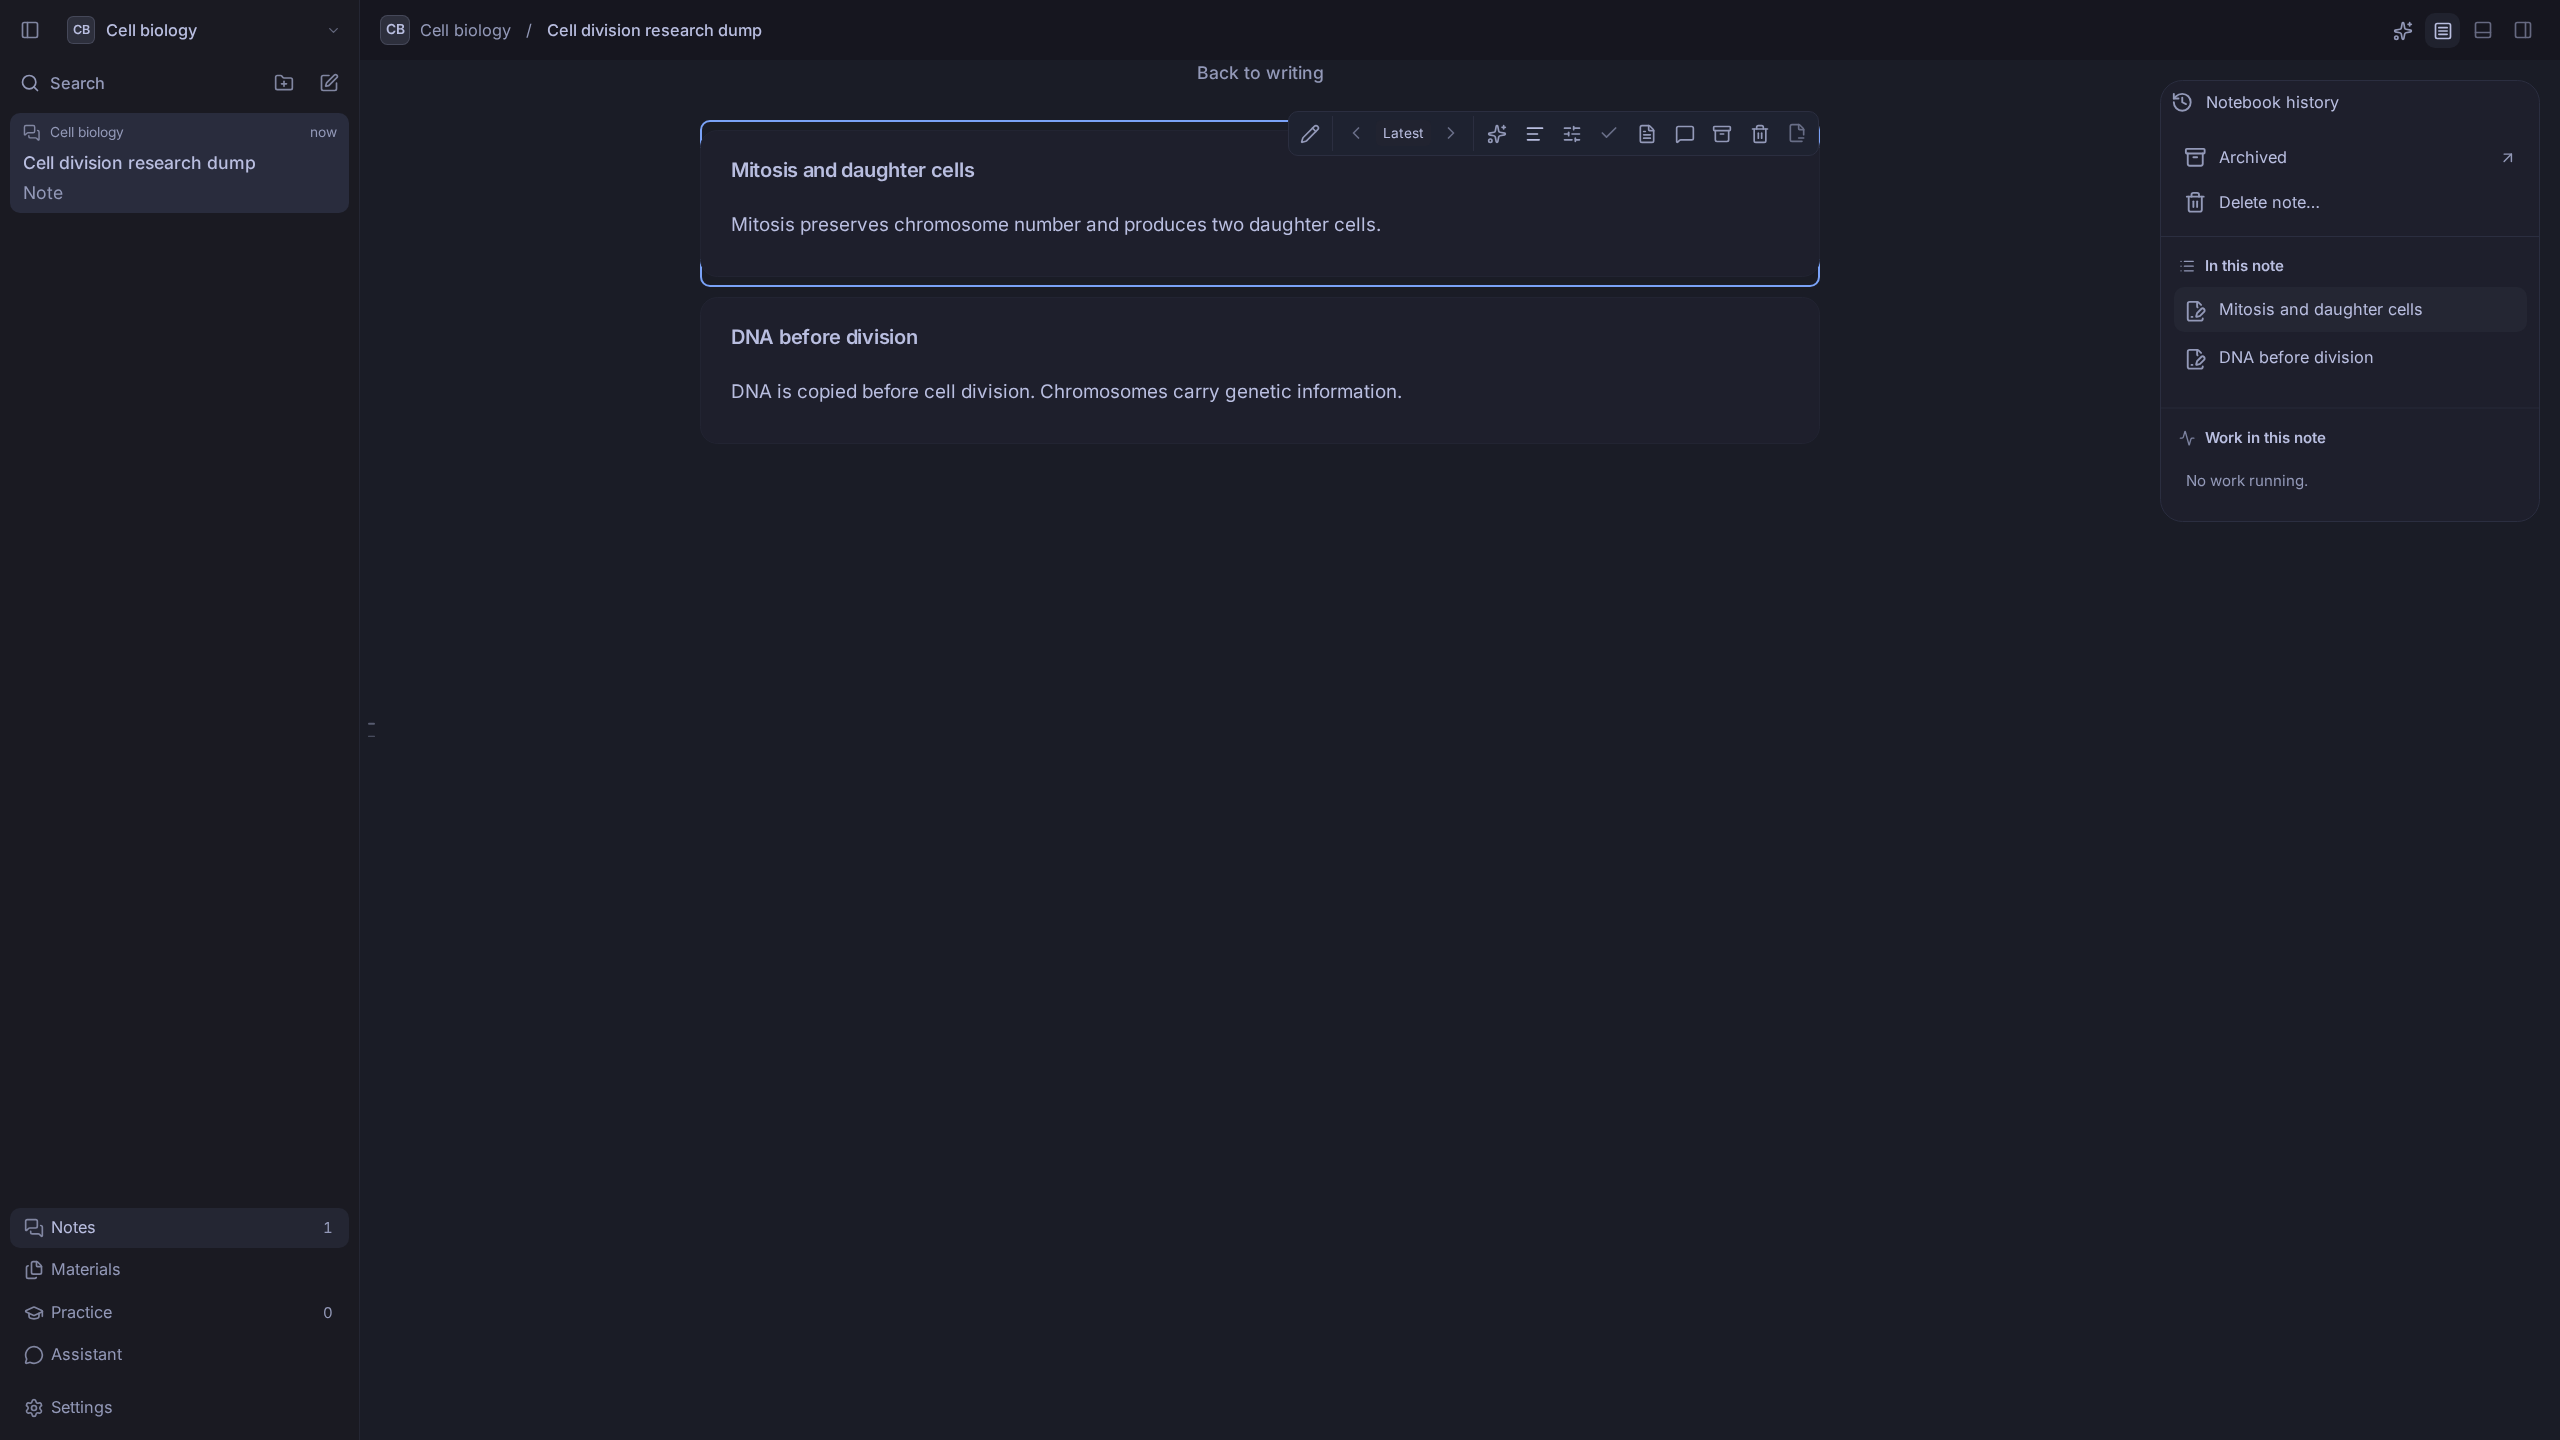 CB Cell biology
Search
Cell biology now
Cell division research dump
Note
Notes 1
Materials
Practice 0
Assistant
Settings
CB Cell biology / Cell division research dump
Back to writing
Latest
Mitosis and daughter cells
Mitosis preserves chromosome number and produces two daughter cells.
DNA before division
DNA is copied before cell division. Chromosomes carry genetic information.
Notebook history
Archived
Delete note...
In this note
Mitosis and daughter cells
DNA before division
Work in this note
No work running.